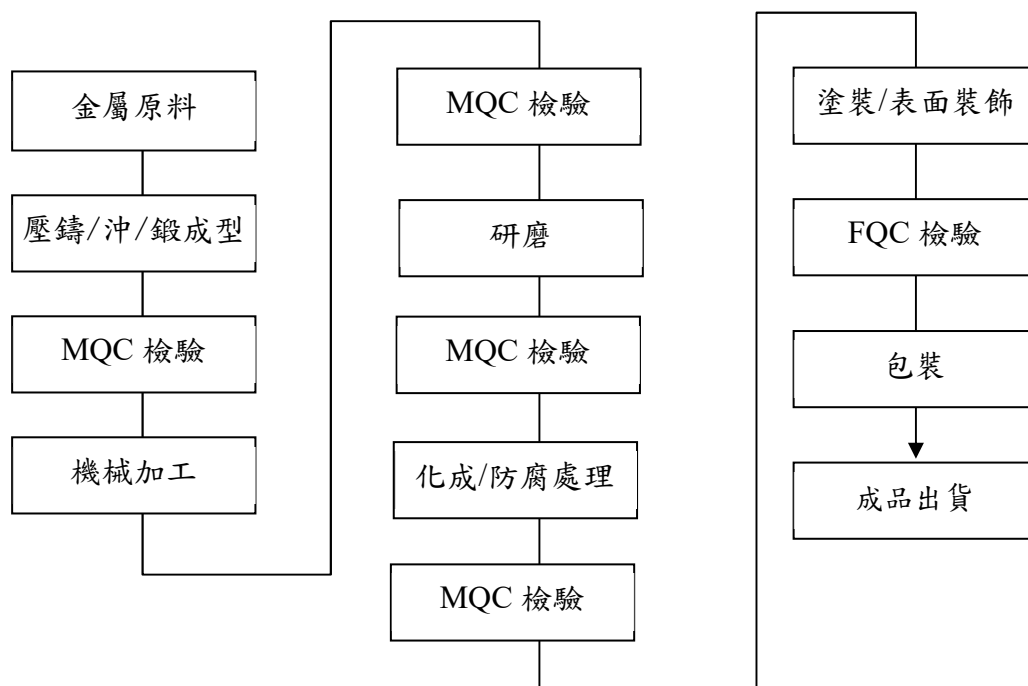 金屬原料
壓鑄/沖/鍛成型
MQC 檢驗
機械加工
MQC 檢驗
研磨
MQC 檢驗
化成/防腐處理
MQC 檢驗
塗裝/表面裝飾
FQC 檢驗
包裝
成品出貨